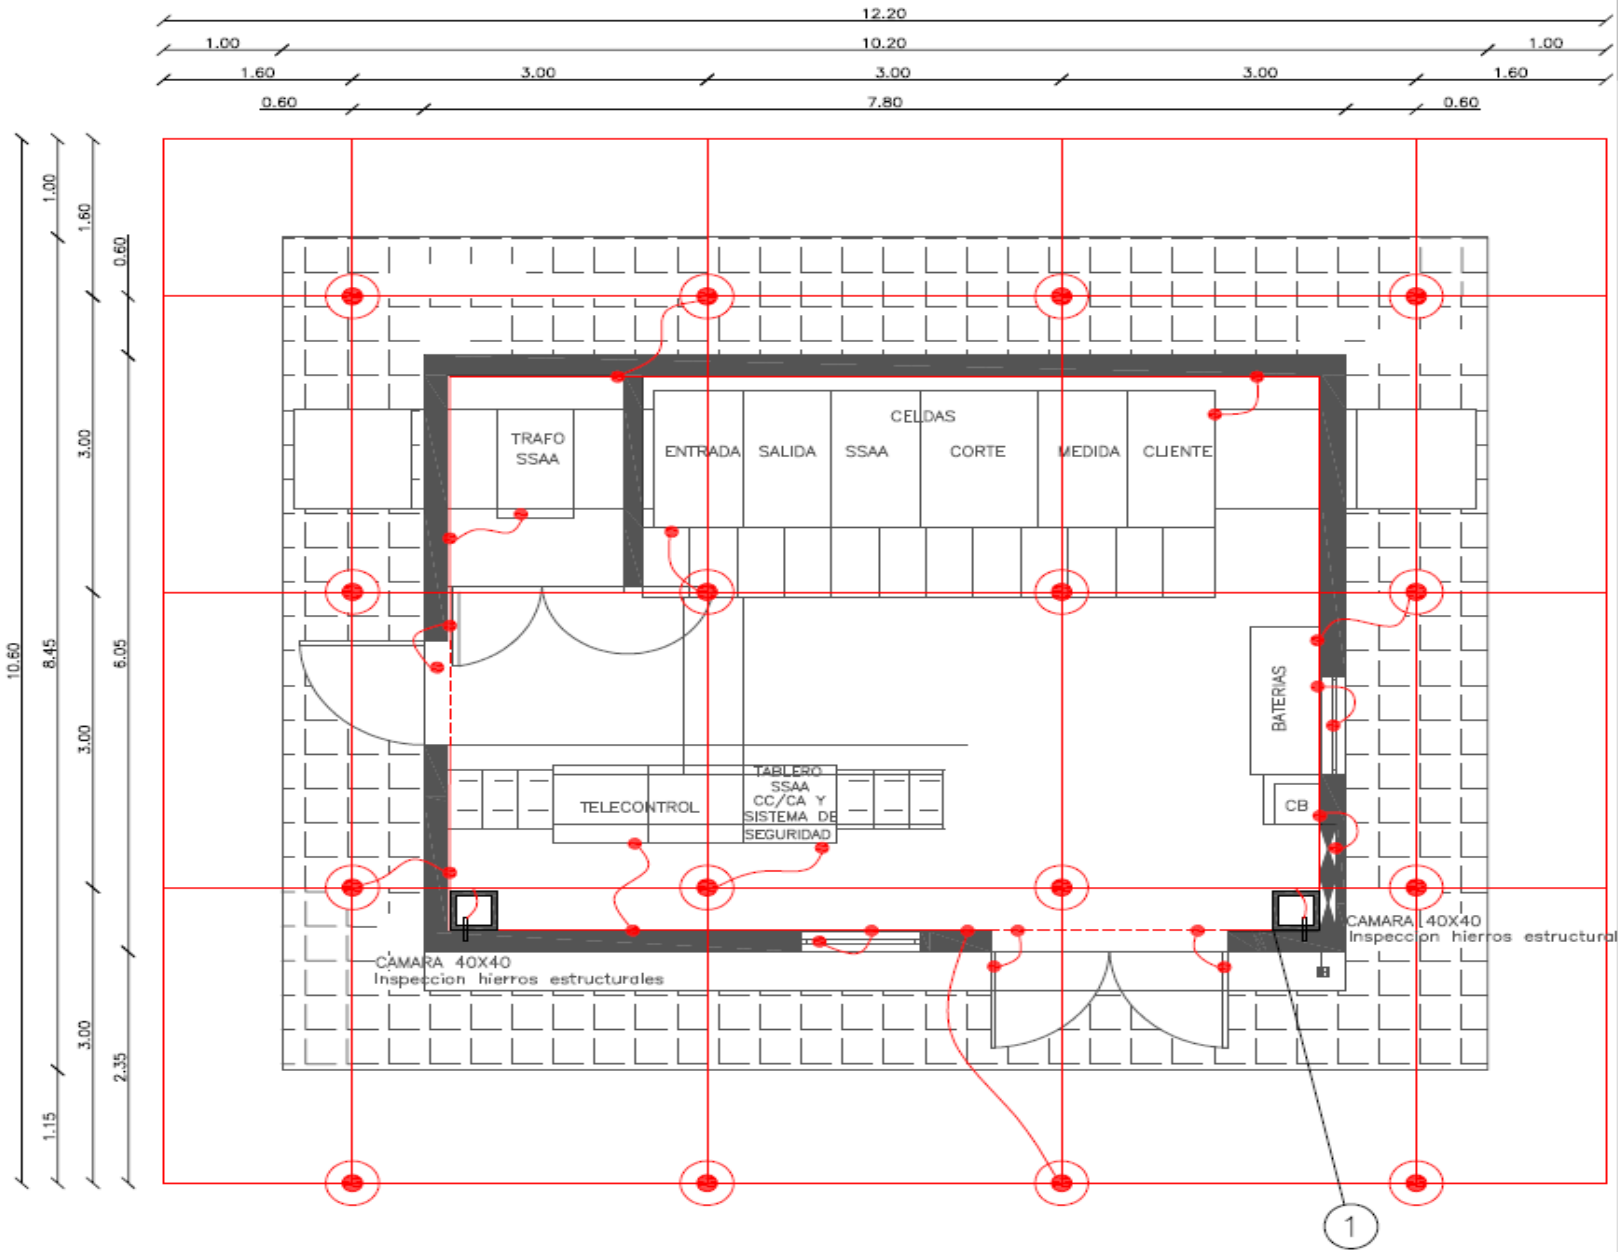 12.20
1.00 10.20 1.00
1.60 3.00 3.00 3.00 1.60
0.60 7.80 0.60
10.60
1.00
8.45
1.15
1.60
3.00
3.00
3.00
0.60
6.05
2.35
TRAFO
SSAA
CELDAS
ENTRADA SALIDA SSAA CORTE MEDIDA CLIENTE
BATERIAS
CB
TELECONTROL
TABLERO
SSAA
CC/CA Y
SISTEMA DE
SEGURIDAD
CAMARA 40X40
Inspeccion hierros estructurales
CAMARA 40X40
Inspeccion hierros estructural
1